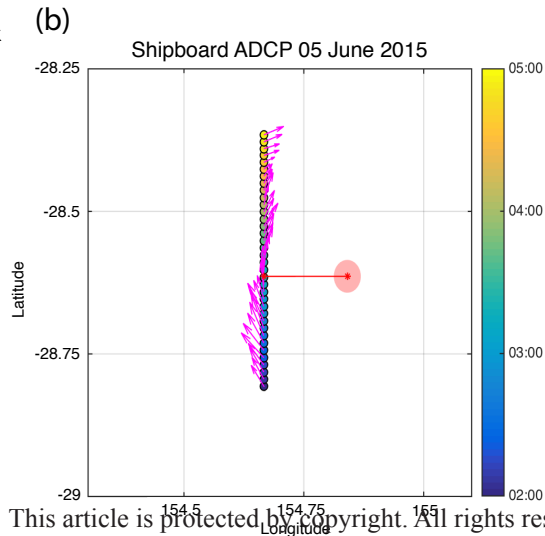 (b)
Shipboard ADCP 05 June 2015
-28.25
-28.5
-28.75
-29
Latitude
154.5
154.75
155
Longitude
05:00
04:00
03:00
02:00
This article is protected by copyright. All rights res